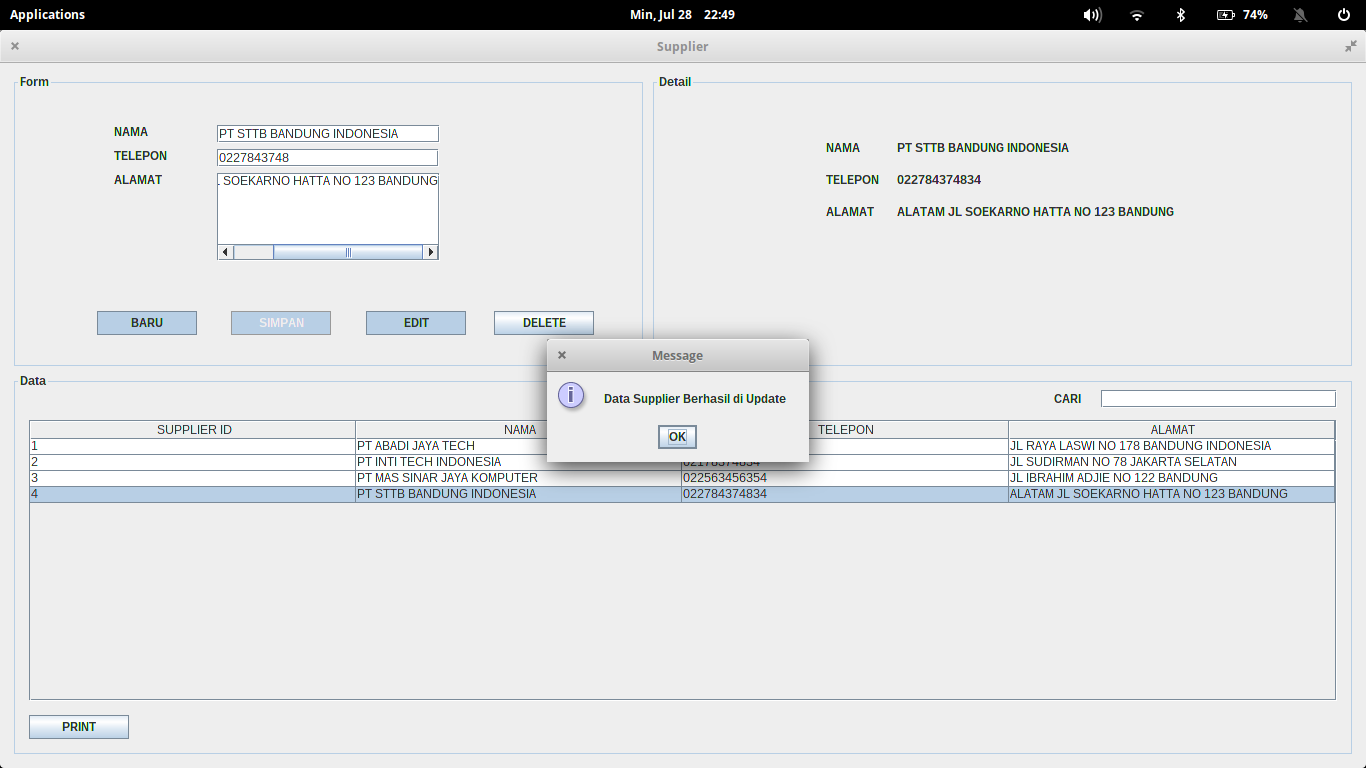 Applications Min, Jul 28 22:49 74%
Supplier
Form
NAMA PT STTB BANDUNG INDONESIA
TELEPON 0227843748
ALAMAT . SOEKARNO HATTA NO 123 BANDUNG
BARU SIMPAN EDIT DELETE
Detail
NAMA PT STTB BANDUNG INDONESIA
TELEPON 022784374834
ALAMAT ALATAM JL SOEKARNO HATTA NO 123 BANDUNG
Message
Data Supplier Berhasil di Update
OK
Data
CARI
SUPPLIER ID NAMA TELEPON ALAMAT
1 PT ABADI JAYA TECH JL RAYA LASWI NO 178 BANDUNG INDONESIA
2 PT INTI TECH INDONESIA 02178374834 JL SUDIRMAN NO 78 JAKARTA SELATAN
3 PT MAS SINAR JAYA KOMPUTER 022563456354 JL IBRAHIM ADJIE NO 122 BANDUNG
4 PT STTB BANDUNG INDONESIA 022784374834 ALATAM JL SOEKARNO HATTA NO 123 BANDUNG
PRINT